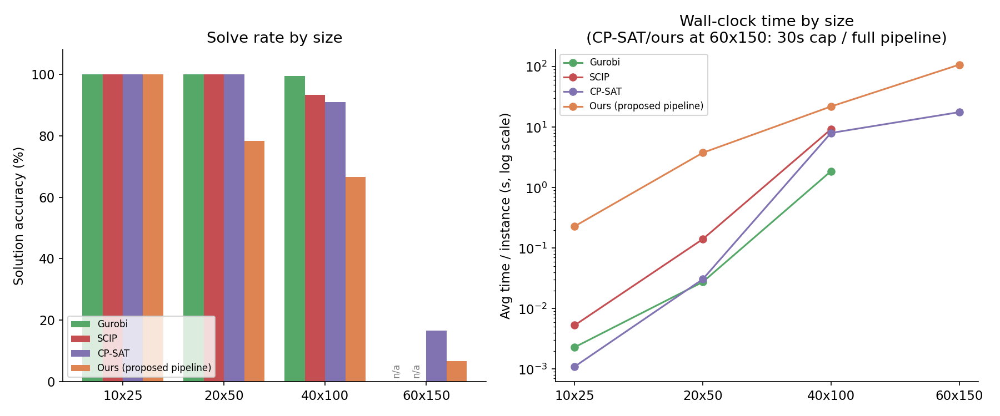 Solve rate by size
Solution accuracy (%)
100
80
60
40
20
0
Gurobi
SCIP
CP-SAT
Ours (proposed pipeline)
n/a
n/a
10x25
20x50
40x100
60x150
Wall-clock time by size
(CP-SAT/ours at 60x150: 30s cap / full pipeline)
Avg time / instance (s, log scale)
10²
10¹
10⁰
10⁻¹
10⁻²
10⁻³
Gurobi
SCIP
CP-SAT
Ours (proposed pipeline)
10x25
20x50
40x100
60x150